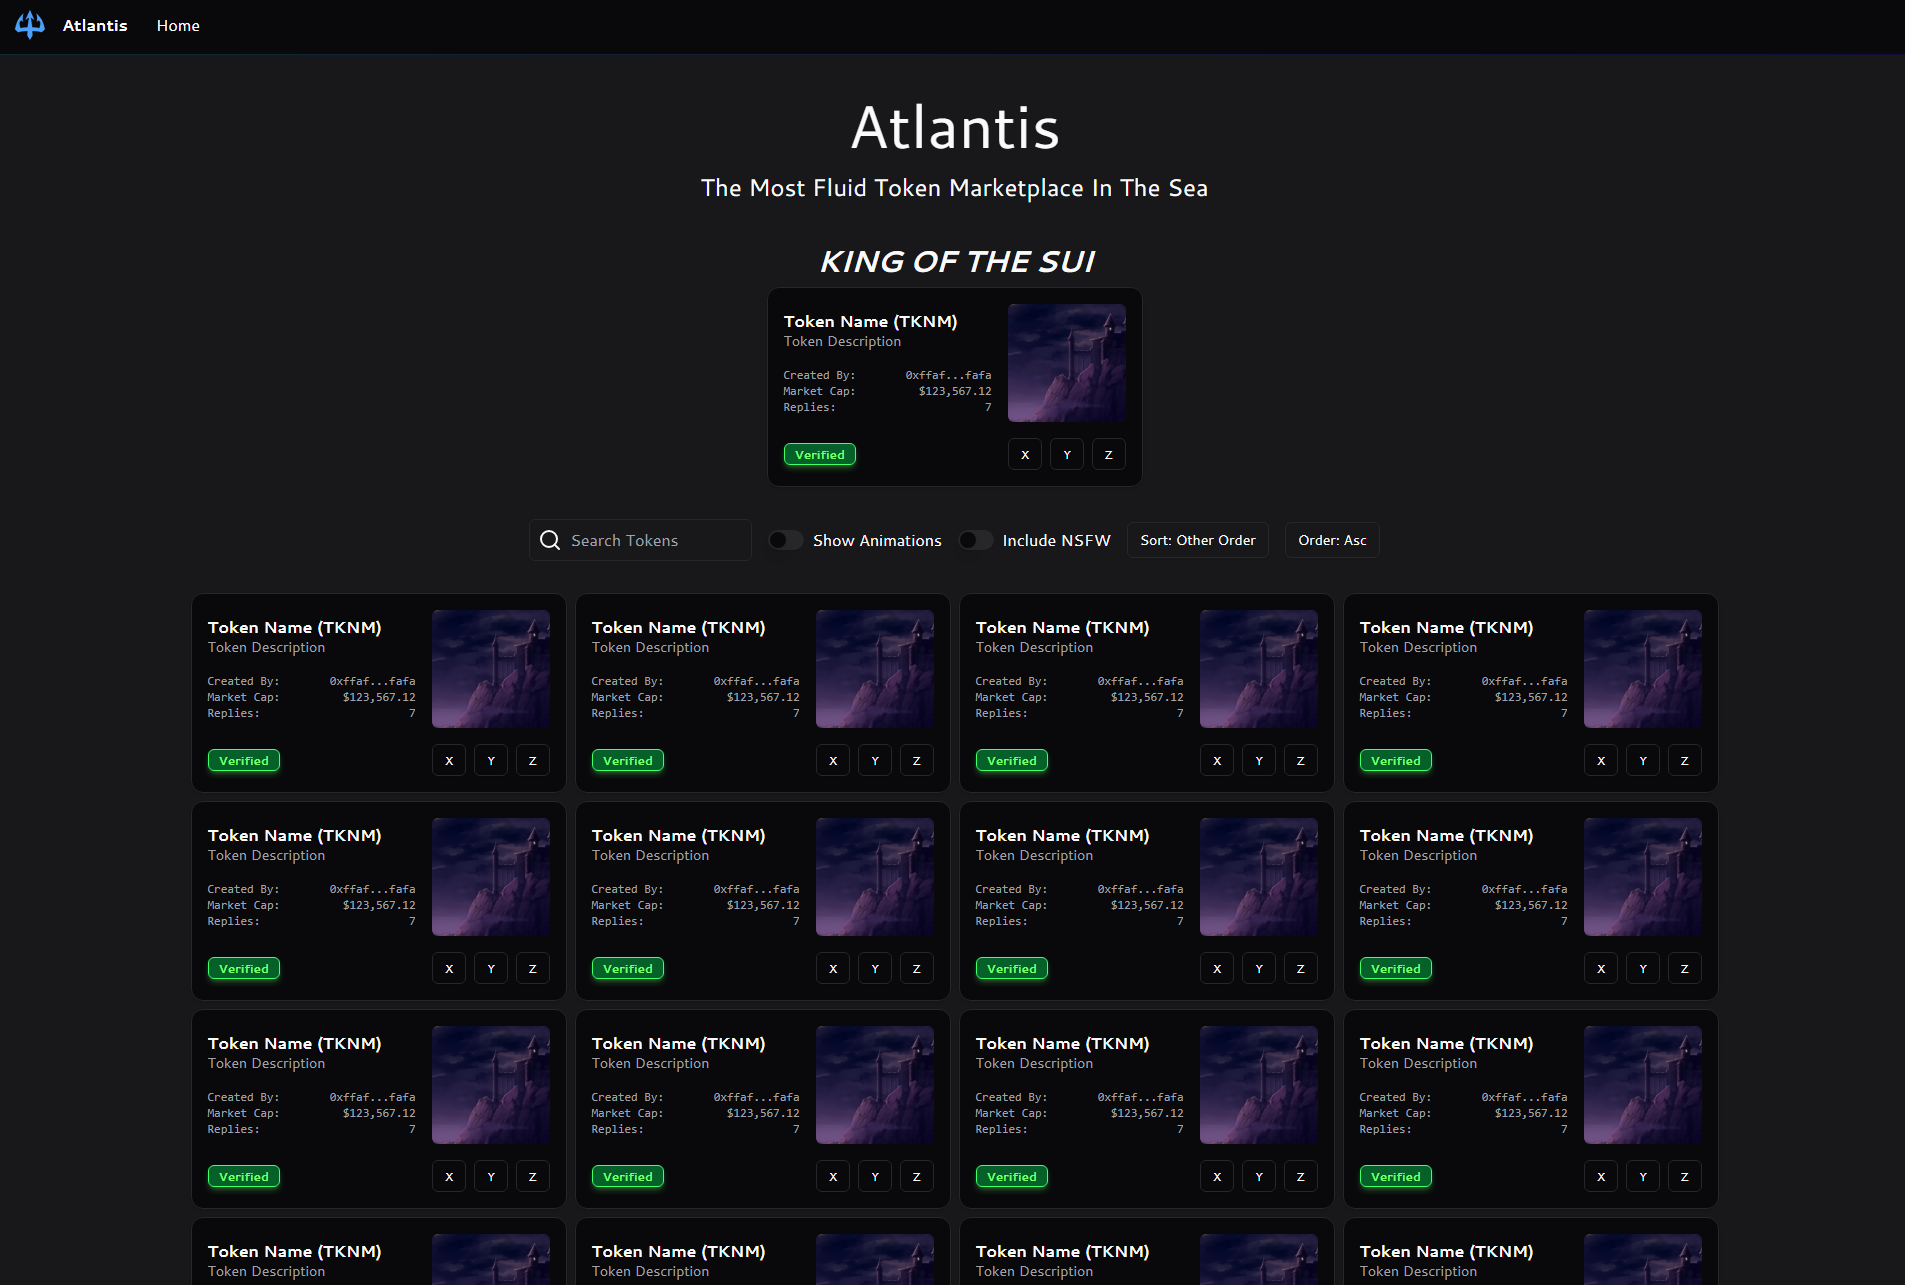 Atlantis Home
Atlantis
The Most Fluid Token Marketplace In The Sea
KING OF THE SUI
Token Name (TKNM)
Token Description
Created By: 0xffaf...fafa
Market Cap: $123,567.12
Replies: 7
Verified X Y Z
Search Tokens Show Animations Include NSFW Sort: Other Order Order: Asc
Token Name (TKNM) Token Name (TKNM) Token Name (TKNM) Token Name (TKNM)
Token Description Token Description Token Description Token Description
Created By: 0xffaf...fafa Created By: 0xffaf...fafa Created By: 0xffaf...fafa Created By: 0xffaf...fafa
Market Cap: $123,567.12 Market Cap: $123,567.12 Market Cap: $123,567.12 Market Cap: $123,567.12
Replies: 7 Replies: 7 Replies: 7 Replies: 7
Verified X Y Z Verified X Y Z Verified X Y Z Verified X Y Z
Token Name (TKNM) Token Name (TKNM) Token Name (TKNM) Token Name (TKNM)
Token Description Token Description Token Description Token Description
Created By: 0xffaf...fafa Created By: 0xffaf...fafa Created By: 0xffaf...fafa Created By: 0xffaf...fafa
Market Cap: $123,567.12 Market Cap: $123,567.12 Market Cap: $123,567.12 Market Cap: $123,567.12
Replies: 7 Replies: 7 Replies: 7 Replies: 7
Verified X Y Z Verified X Y Z Verified X Y Z Verified X Y Z
Token Name (TKNM) Token Name (TKNM) Token Name (TKNM) Token Name (TKNM)
Token Description Token Description Token Description Token Description
Created By: 0xffaf...fafa Created By: 0xffaf...fafa Created By: 0xffaf...fafa Created By: 0xffaf...fafa
Market Cap: $123,567.12 Market Cap: $123,567.12 Market Cap: $123,567.12 Market Cap: $123,567.12
Replies: 7 Replies: 7 Replies: 7 Replies: 7
Verified X Y Z Verified X Y Z Verified X Y Z Verified X Y Z
Token Name (TKNM) Token Name (TKNM) Token Name (TKNM) Token Name (TKNM)
Token Description Token Description Token Description Token Description